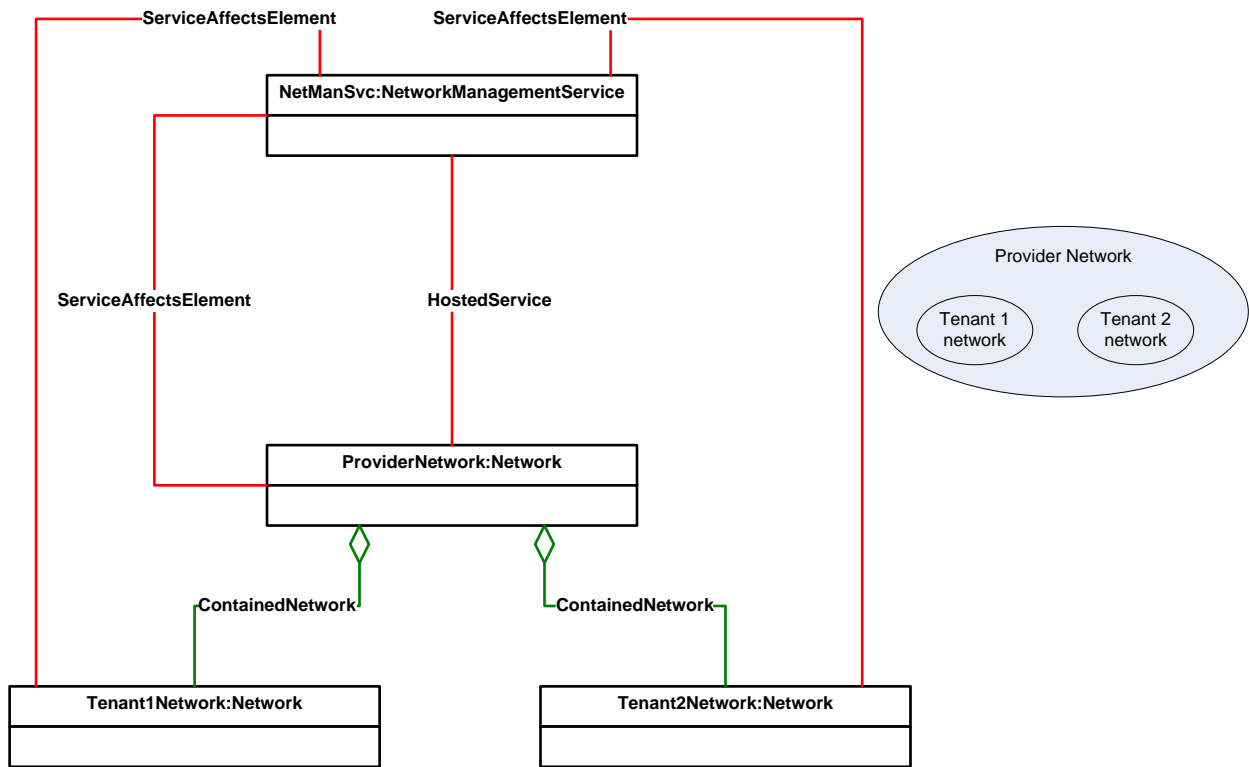 ServiceAffectsElement
ServiceAffectsElement
NetManSvc:NetworkManagementService
Provider Network
ServiceAffectsElement
HostedService
Tenant 1
network
Tenant 2
network
ProviderNetwork:Network
ContainedNetwork
ContainedNetwork
Tenant1Network:Network
Tenant2Network:Network